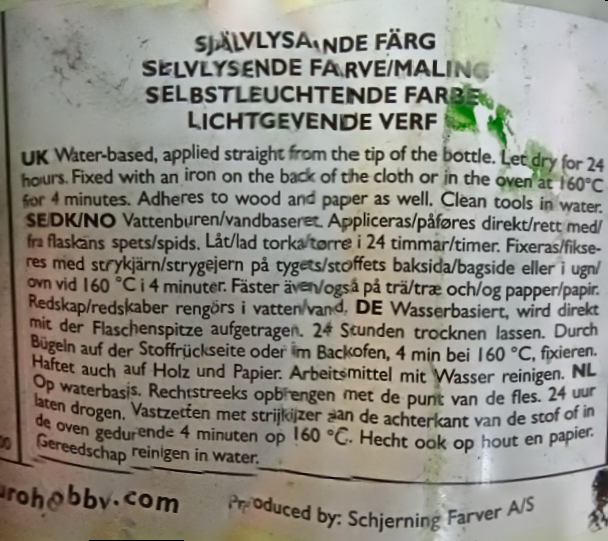 SJÄLVLYSANDE FÄRG
SELVLYSENDE FARVE/MALING
SELBSTLEUCHTENDE FARBE
LICHTGEVENDE VERF
UK Water-based, applied straight from the tip of the bottle. Let dry for 24
hours. Fixed with an iron on the back of the cloth or in the oven at 160°C
for 4 minutes. Adheres to wood and paper as well. Clean tools in water.
SE/DK/NO Vattenburen/vandbaseret. Appliceras/påføres direkt/rett med/
fra flaskans spets/spids. Låt/lad torka/tørre i 24 timmar/timer. Fixeras/fikse-
res med strykjärn/strygejern på tygets/stoffets baksida/bagside eller i ugn/
ovn vid 160 °C i 4 minuter. Fäster även/også på trä/træ och/og papper/papir.
Redskap/redskaber rengörs i vatten/vand. DE Wasserbasiert, wird direkt
mit der Flaschenspitze aufgetragen. 24 Stunden trocknen lassen. Durch
Bügeln auf der Stoffrückseite oder im Backofen, 4 min bei 160 °C, fixieren.
Haftet auch auf Holz und Papier. Arbeitsmittel mit Wasser reinigen. NL
Op waterbasis. Rechtstreeks opbrengen met de punt van de fles. 24 uur
laten drogen. Vastzetten met strijkijzer aan de achterkant van de stof of in
de oven gedurende 4 minuten op 160 °C. Hecht ook op hout en papier.
Gereedschap reinigen in water.
urohobby.com
Produced by: Schjerning Farver A/S